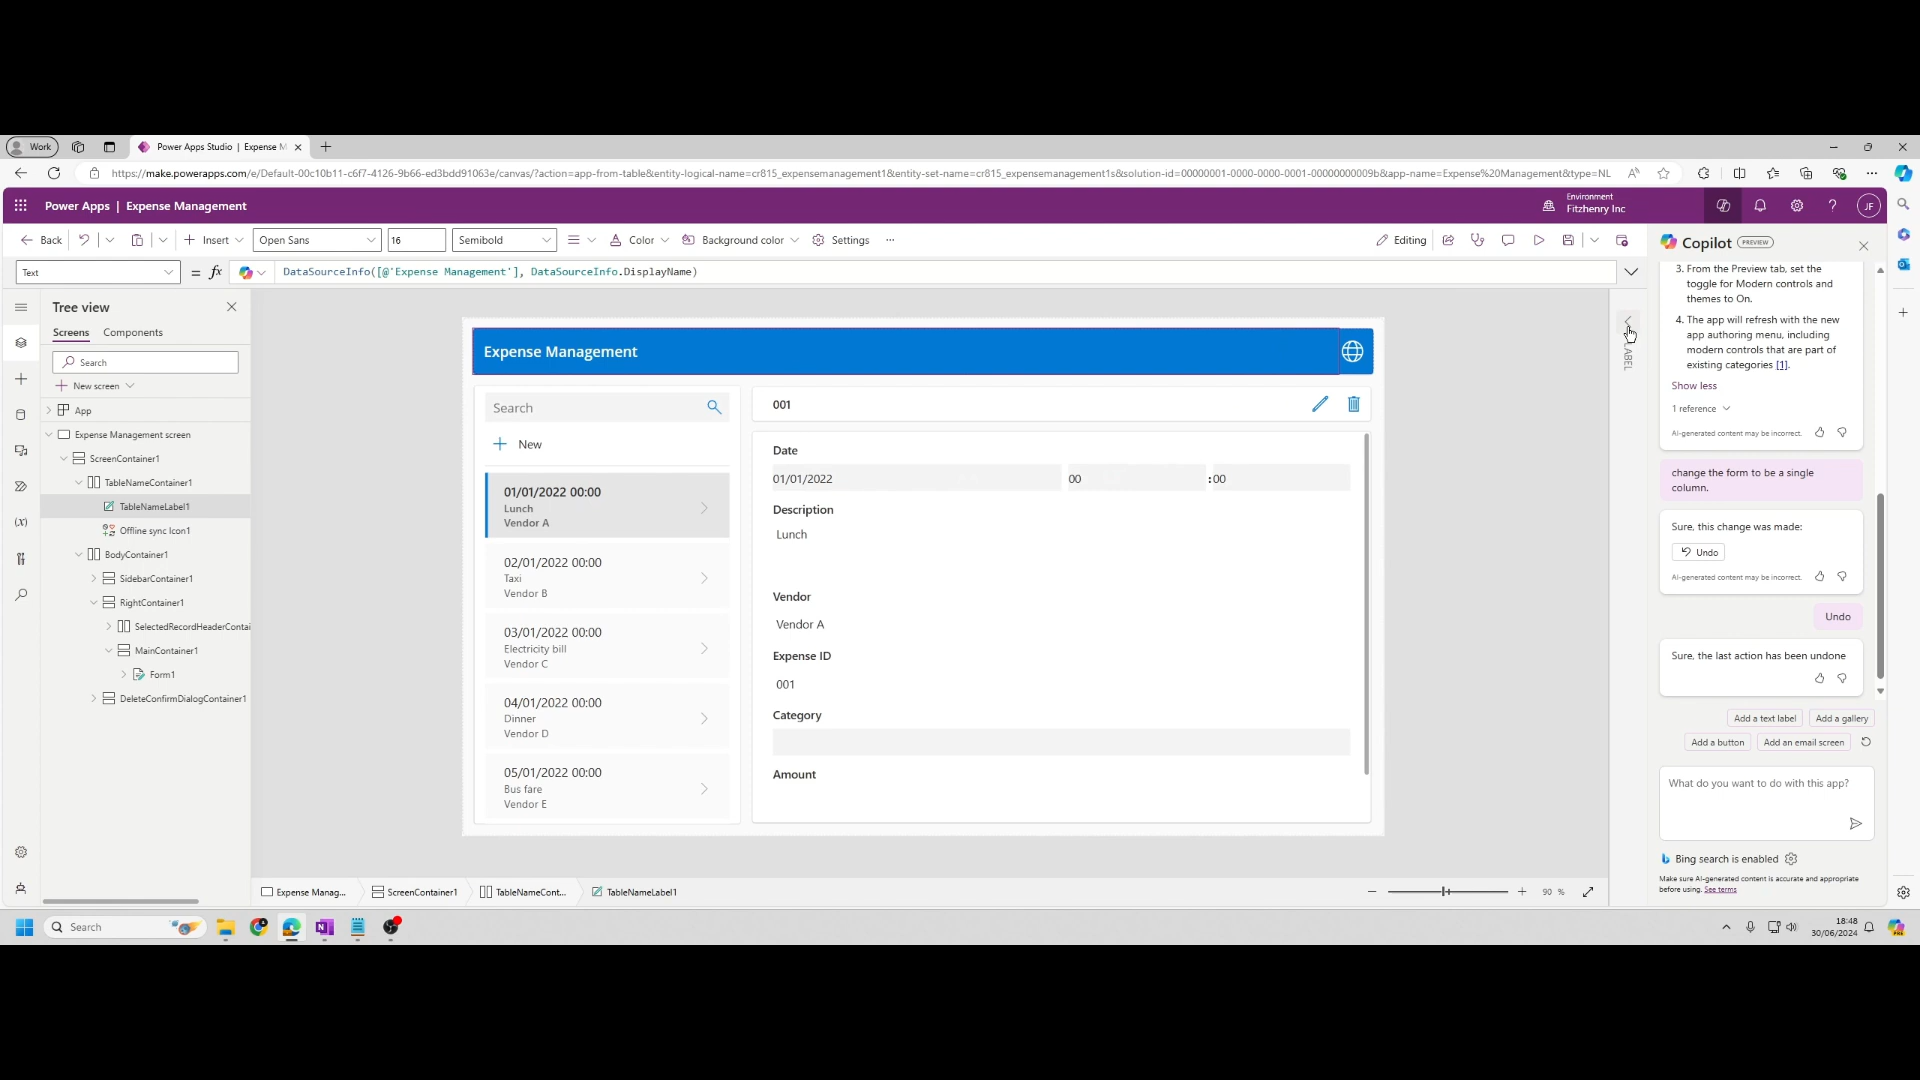 Work
Power Apps Studio | Expense M
https://make.powerapps.com/e/Default-00c10b11-c6f7-4126-9b66-ed3bdd91063e/canvas/?action=app-from-table&entity-logical-name=cr815_expensemanagement1&entity-set-name=cr815_expensemanagement1s&solution-id=00000001-0000-0000-0001-00000000009b&app-name=Expense%20Management&type=NL
Power Apps | Expense Management
Environment
Fitzhenry Inc
JF
Back
Insert
Open Sans
16
Semibold
Color
Background color
Settings
Editing
Text
= fx
DataSourceInfo([@'Expense Management'], DataSourceInfo.DisplayName)
Tree view
Screens
Components
Search
New screen
App
Expense Management screen
ScreenContainer1
TableNameContainer1
TableNameLabel1
Offline sync Icon1
BodyContainer1
SidebarContainer1
RightContainer1
SelectedRecordHeaderContai
MainContainer1
Form1
DeleteConfirmDialogContainer1
Expense Management
Search
New
01/01/2022 00:00
Lunch
Vendor A
02/01/2022 00:00
Taxi
Vendor B
03/01/2022 00:00
Electricity bill
Vendor C
04/01/2022 00:00
Dinner
Vendor D
05/01/2022 00:00
Bus fare
Vendor E
001
Date
01/01/2022
00
:00
Description
Lunch
Vendor
Vendor A
Expense ID
001
Category
Amount
LABEL
Copilot
PREVIEW
3. From the Preview tab, set the
toggle for Modern controls and
themes to On.
4. The app will refresh with the new
app authoring menu, including
modern controls that are part of
existing categories [1].
Show less
1 reference
AI-generated content may be incorrect.
change the form to be a single
column.
Sure, this change was made:
Undo
AI-generated content may be incorrect.
Undo
Sure, the last action has been undone
Add a text label
Add a gallery
Add a button
Add an email screen
What do you want to do with this app?
Bing search is enabled
Make sure AI-generated content is accurate and appropriate
before using. See terms
Expense Manag...
ScreenContainer1
TableNameCont...
TableNameLabel1
90 %
Search
18:48
30/06/2024